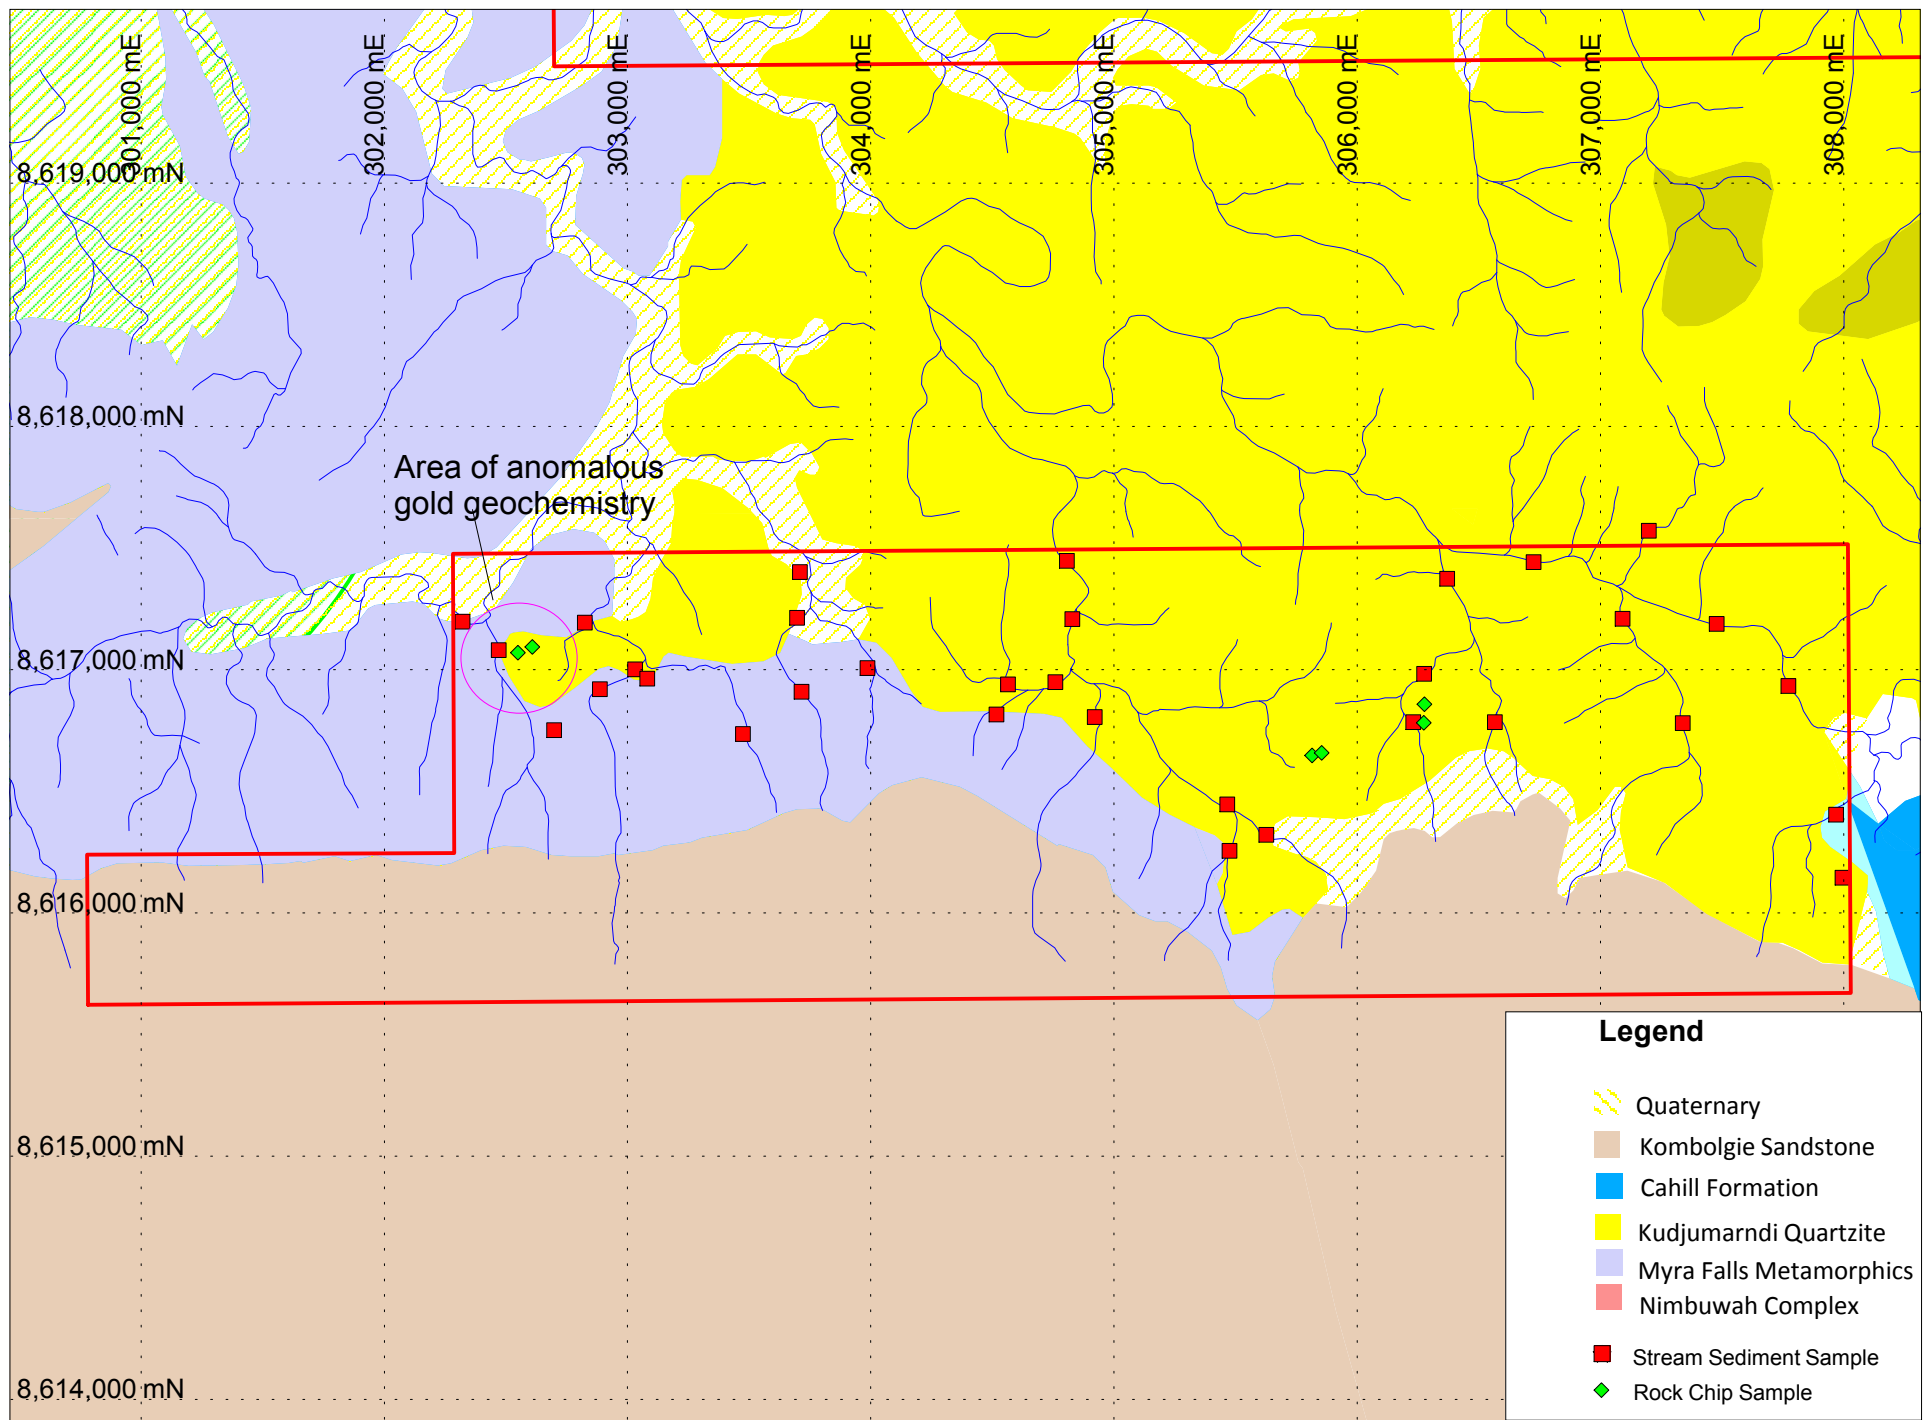 301,000 mE
302,000 mE
303,000 mE
304,000 mE
305,000 mE
306,000 mE
307,000 mE
308,000 mE
8,619,000 mN
8,618,000 mN
Area of anomalous
gold geochemistry
8,617,000 mN
8,616,000 mN
8,615,000 mN
8,614,000 mN
Legend
Quaternary
Kombolgie Sandstone
Cahill Formation
Kudjumarndi Quartzite
Myra Falls Metamorphics
Nimbuwah Complex
Stream Sediment Sample
Rock Chip Sample